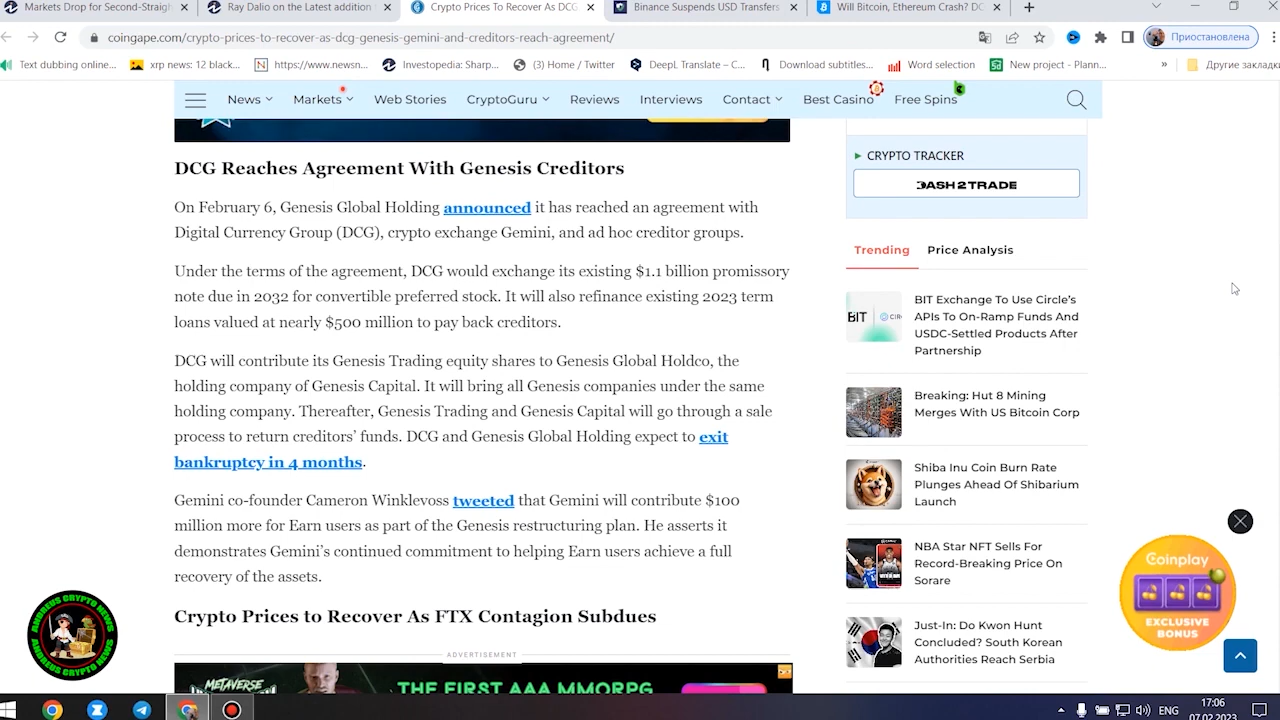 Markets Drop for Second-Straigh
Ray Dalio on the Latest addition
Crypto Prices To Recover As DCG
Binance Suspends USD Transfers
Will Bitcoin, Ethereum Crash? DC
coingape.com/crypto-prices-to-recover-as-dcg-genesis-gemini-and-creditors-reach-agreement/
Приостановлена
Text dubbing online...
xrp news: 12 black...
https://www.newsn...
Investopedia: Sharp...
(3) Home / Twitter
DeepL Translate – C...
Download subtitles...
Word selection
New project - Plann...
»
Другие закладки
News
Markets
Web Stories
CryptoGuru
Reviews
Interviews
Contact
Best Casino
Free Spins
DCG Reaches Agreement With Genesis Creditors
On February 6, Genesis Global Holding announced it has reached an agreement with
Digital Currency Group (DCG), crypto exchange Gemini, and ad hoc creditor groups.
Under the terms of the agreement, DCG would exchange its existing $1.1 billion promissory
note due in 2032 for convertible preferred stock. It will also refinance existing 2023 term
loans valued at nearly $500 million to pay back creditors.
DCG will contribute its Genesis Trading equity shares to Genesis Global Holdco, the
holding company of Genesis Capital. It will bring all Genesis companies under the same
holding company. Thereafter, Genesis Trading and Genesis Capital will go through a sale
process to return creditors' funds. DCG and Genesis Global Holding expect to exit
bankruptcy in 4 months.
Gemini co-founder Cameron Winklevoss tweeted that Gemini will contribute $100
million more for Earn users as part of the Genesis restructuring plan. He asserts it
demonstrates Gemini's continued commitment to helping Earn users achieve a full
recovery of the assets.
Crypto Prices to Recover As FTX Contagion Subdues
ADVERTISEMENT
METAVERSE
THE FIRST AAA MMORPG
CRYPTO TRACKER
DASH 2 TRADE
Trending
Price Analysis
BIT
BIT Exchange To Use Circle's
APIs To On-Ramp Funds And
USDC-Settled Products After
Partnership
Breaking: Hut 8 Mining
Merges With US Bitcoin Corp
Shiba Inu Coin Burn Rate
Plunges Ahead Of Shibarium
Launch
NBA Star NFT Sells For
Record-Breaking Price On
Sorare
Just-In: Do Kwon Hunt
Concluded? South Korean
Authorities Reach Serbia
Coinplay
EXCLUSIVE
BONUS
ANDREUS CRYPTO NEWS
ANDREUS CRYPTO NEWS
ENG
17:06
07.02.2023